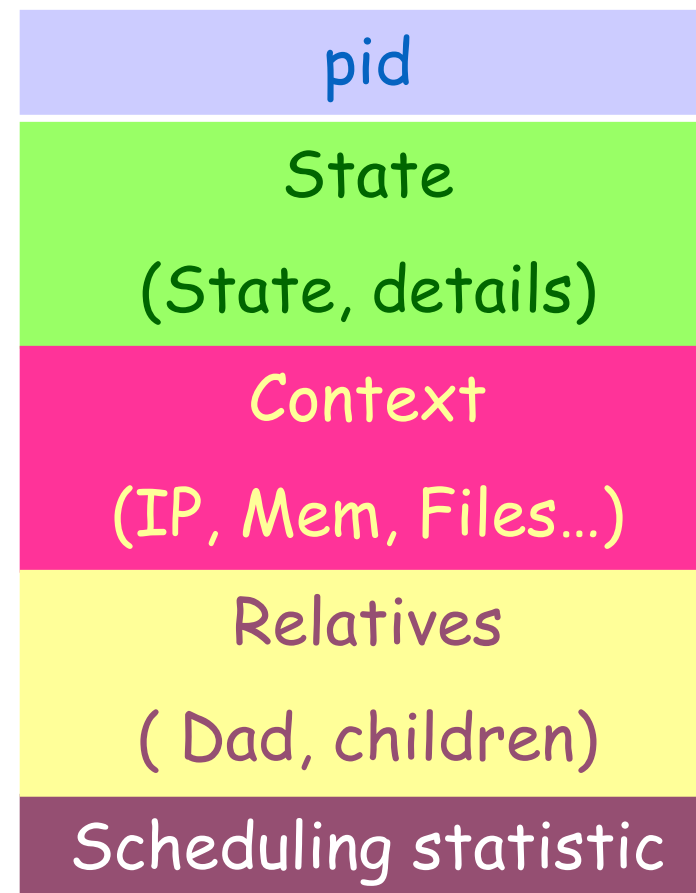 pid
State
(State, details)
Context
(IP, Mem, Files…)
Relatives
( Dad, children)
Scheduling statistic